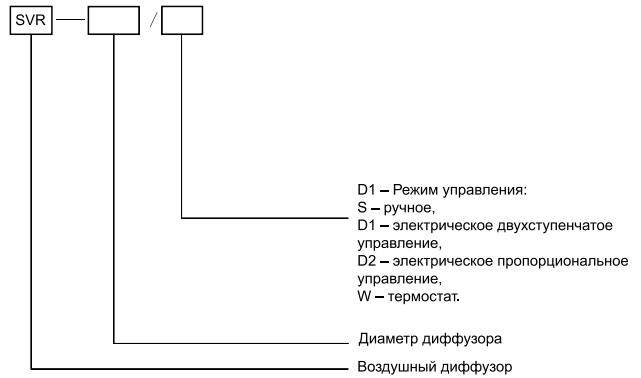 SVR — /
D1 – Режим управления:
S – ручное,
D1 – электрическое двухступенчатое
управление,
D2 – электрическое пропорциональное
управление,
W – термостат.
Диаметр диффузора
Воздушный диффузор